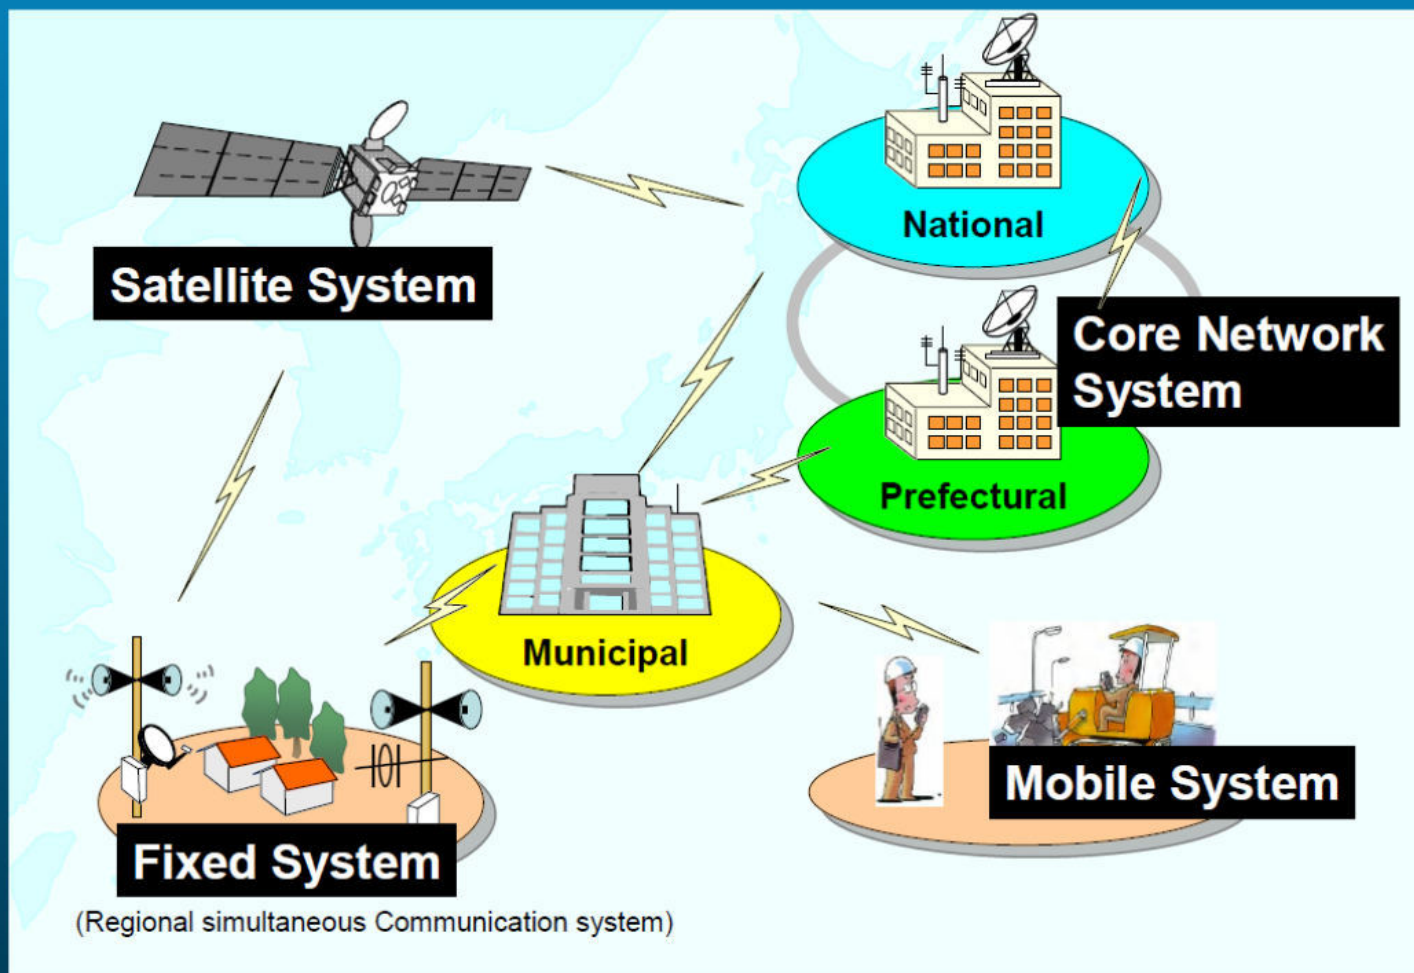 National
Satellite System
Core Network
System
Prefectural
Municipal
Mobile System
Fixed System
(Regional simultaneous Communication system)